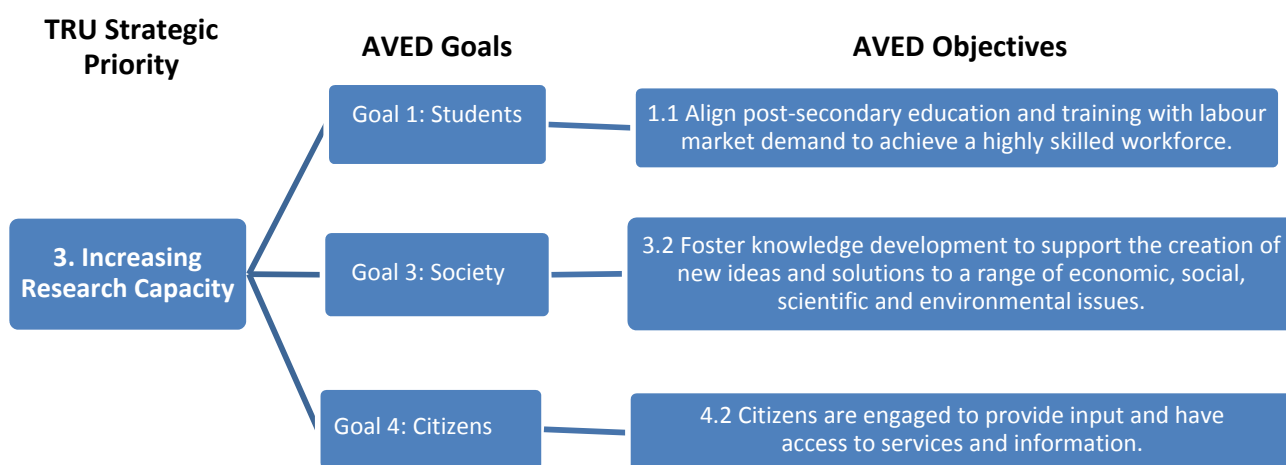 TRU Strategic
Priority
AVED Goals
AVED Objectives
Goal 1: Students
1.1 Align post-secondary education and training with labour
market demand to achieve a highly skilled workforce.
3. Increasing
Research Capacity
Goal 3: Society
3.2 Foster knowledge development to support the creation of
new ideas and solutions to a range of economic, social,
scientific and environmental issues.
Goal 4: Citizens
4.2 Citizens are engaged to provide input and have
access to services and information.